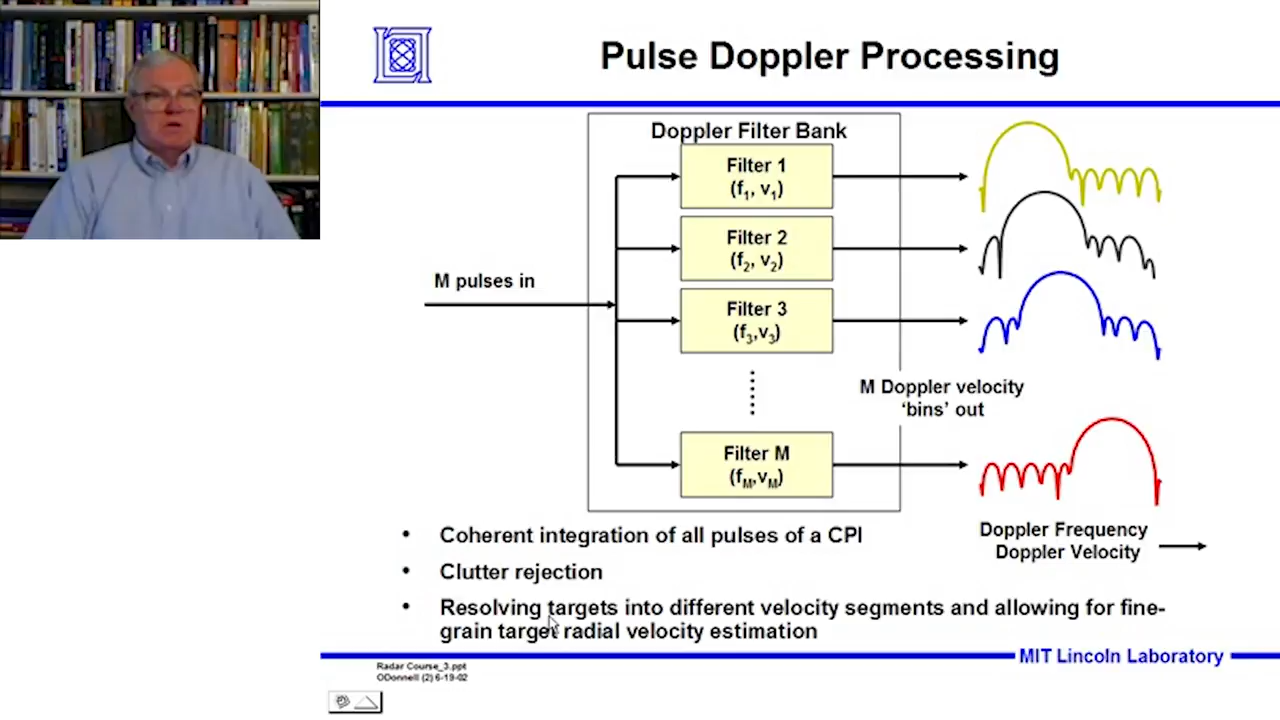 Pulse Doppler Processing
Doppler Filter Bank
Filter 1
(f1, v1)
Filter 2
(f2, v2)
M pulses in
Filter 3
(f3,v3)
M Doppler velocity
‘bins’ out
Filter M
(fM,vM)
Doppler Frequency
Doppler Velocity
• Coherent integration of all pulses of a CPI
• Clutter rejection
• Resolving targets into different velocity segments and allowing for fine-
grain target radial velocity estimation
MIT Lincoln Laboratory
Radar Course_3.ppt
ODonnell (2) 6-19-02